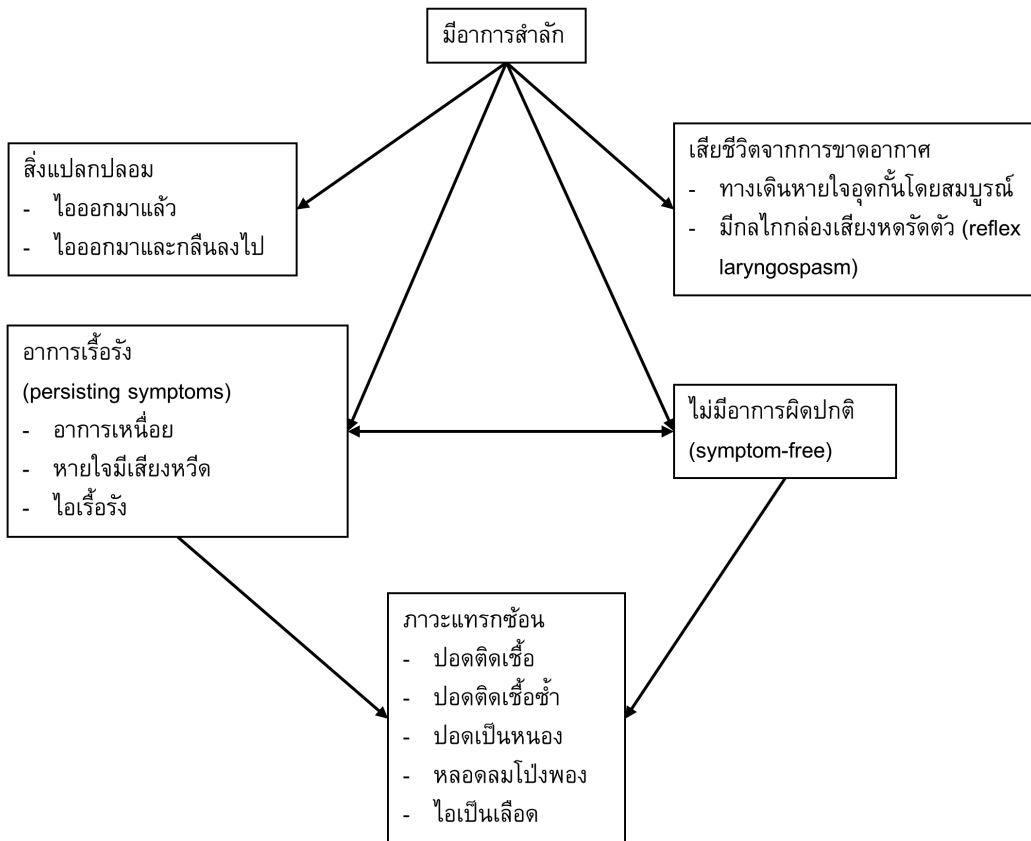 มีอาการสำลัก
สิ่งแปลกปลอม
- ไอออกมาแล้ว
- ไอออกมาและกลืนลงไป
เสียชีวิตจากการขาดอากาศ
- ทางเดินหายใจอุดกั้นโดยสมบูรณ์
- มีกลไกกล่องเสียงหดรัดตัว (reflex
laryngospasm)
อาการเรื้อรัง
(persisting symptoms)
- อาการเหนื่อย
- หายใจมีเสียงหวีด
- ไอเรื้อรัง
ไม่มีอาการผิดปกติ
(symptom-free)
ภาวะแทรกซ้อน
- ปอดติดเชื้อ
- ปอดติดเชื้อซ้ำ
- ปอดเป็นหนอง
- หลอดลมโป่งพอง
- ไอเป็นเลือด